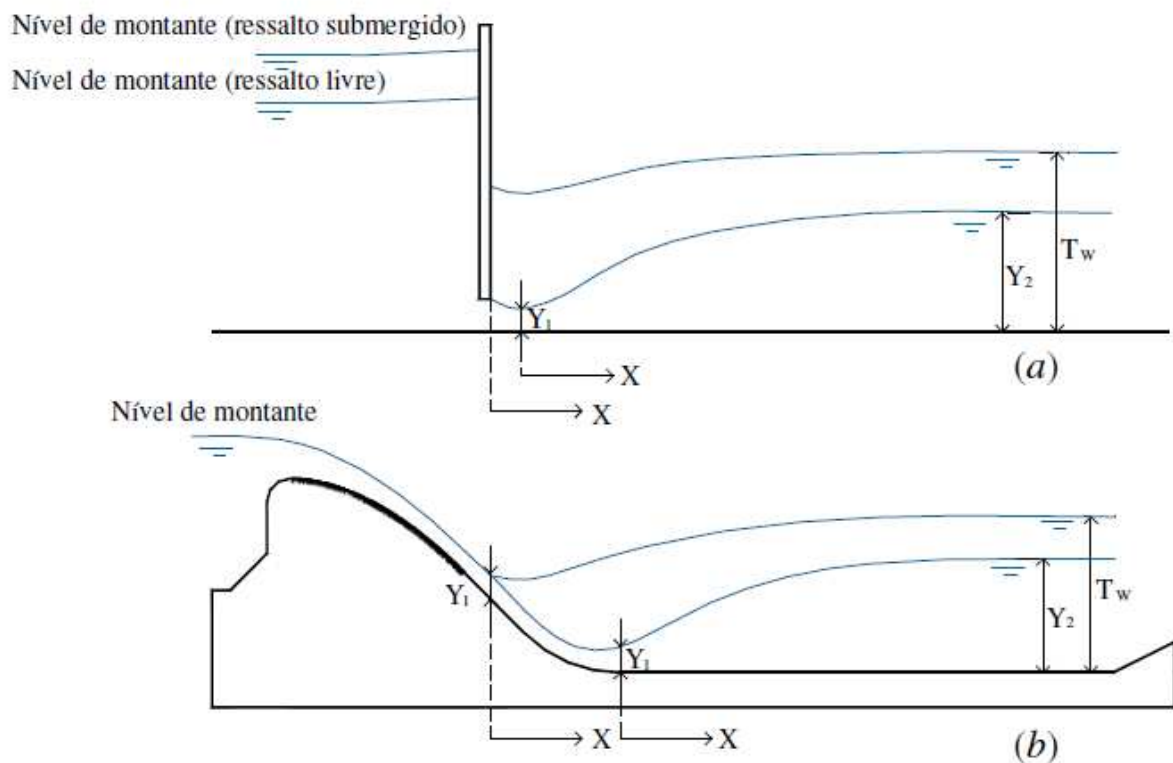 Nível de montante (ressalto submergido)
Nível de montante (ressalto livre)
Tw
Y2
Y1
(a)
X
X
Nível de montante
Y1
Tw
Y2
Y1
X
X
(b)